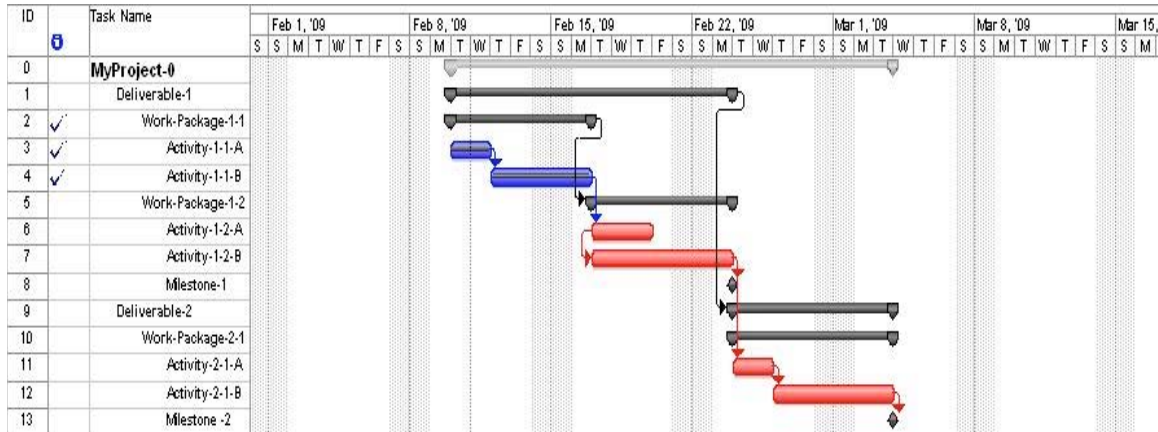 ID Task Name Feb 1, '09 Feb 8, '09 Feb 15, '09 Feb 22, '09 Mar 1, '09 Mar 8, '09 Mar 15,
S S M T W T F S S M T W T F S S M T W T F S S M T W T F S S M T W T F S S M T W T F S S M
0 MyProject-0
1 Deliverable-1
2 Work-Package-1-1
3 Activity-1-1-A
4 Activity-1-1-B
5 Work-Package-1-2
6 Activity-1-2-A
7 Activity-1-2-B
8 Milestone-1
9 Deliverable-2
10 Work-Package-2-1
11 Activity-2-1-A
12 Activity-2-1-B
13 Milestone -2